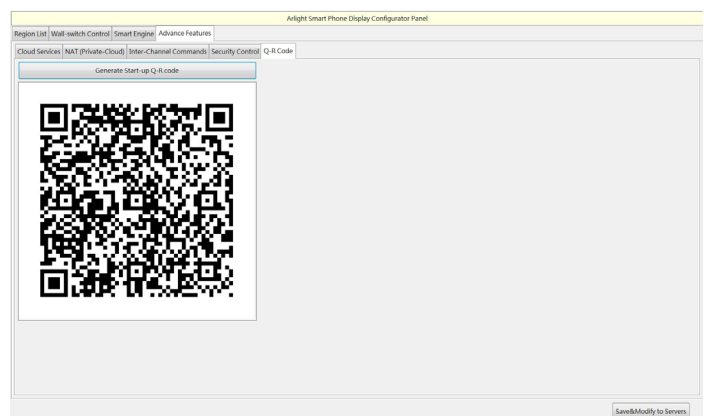 Arlight Smart Phone Display Configurator Panel
Region List Wall-switch Control Smart Engine Advance Features
Cloud Services NAT (Private-Cloud) Inter-Channel Commands Security Control Q-R Code
Generate Start-up Q-R code
Save&Modify to Servers